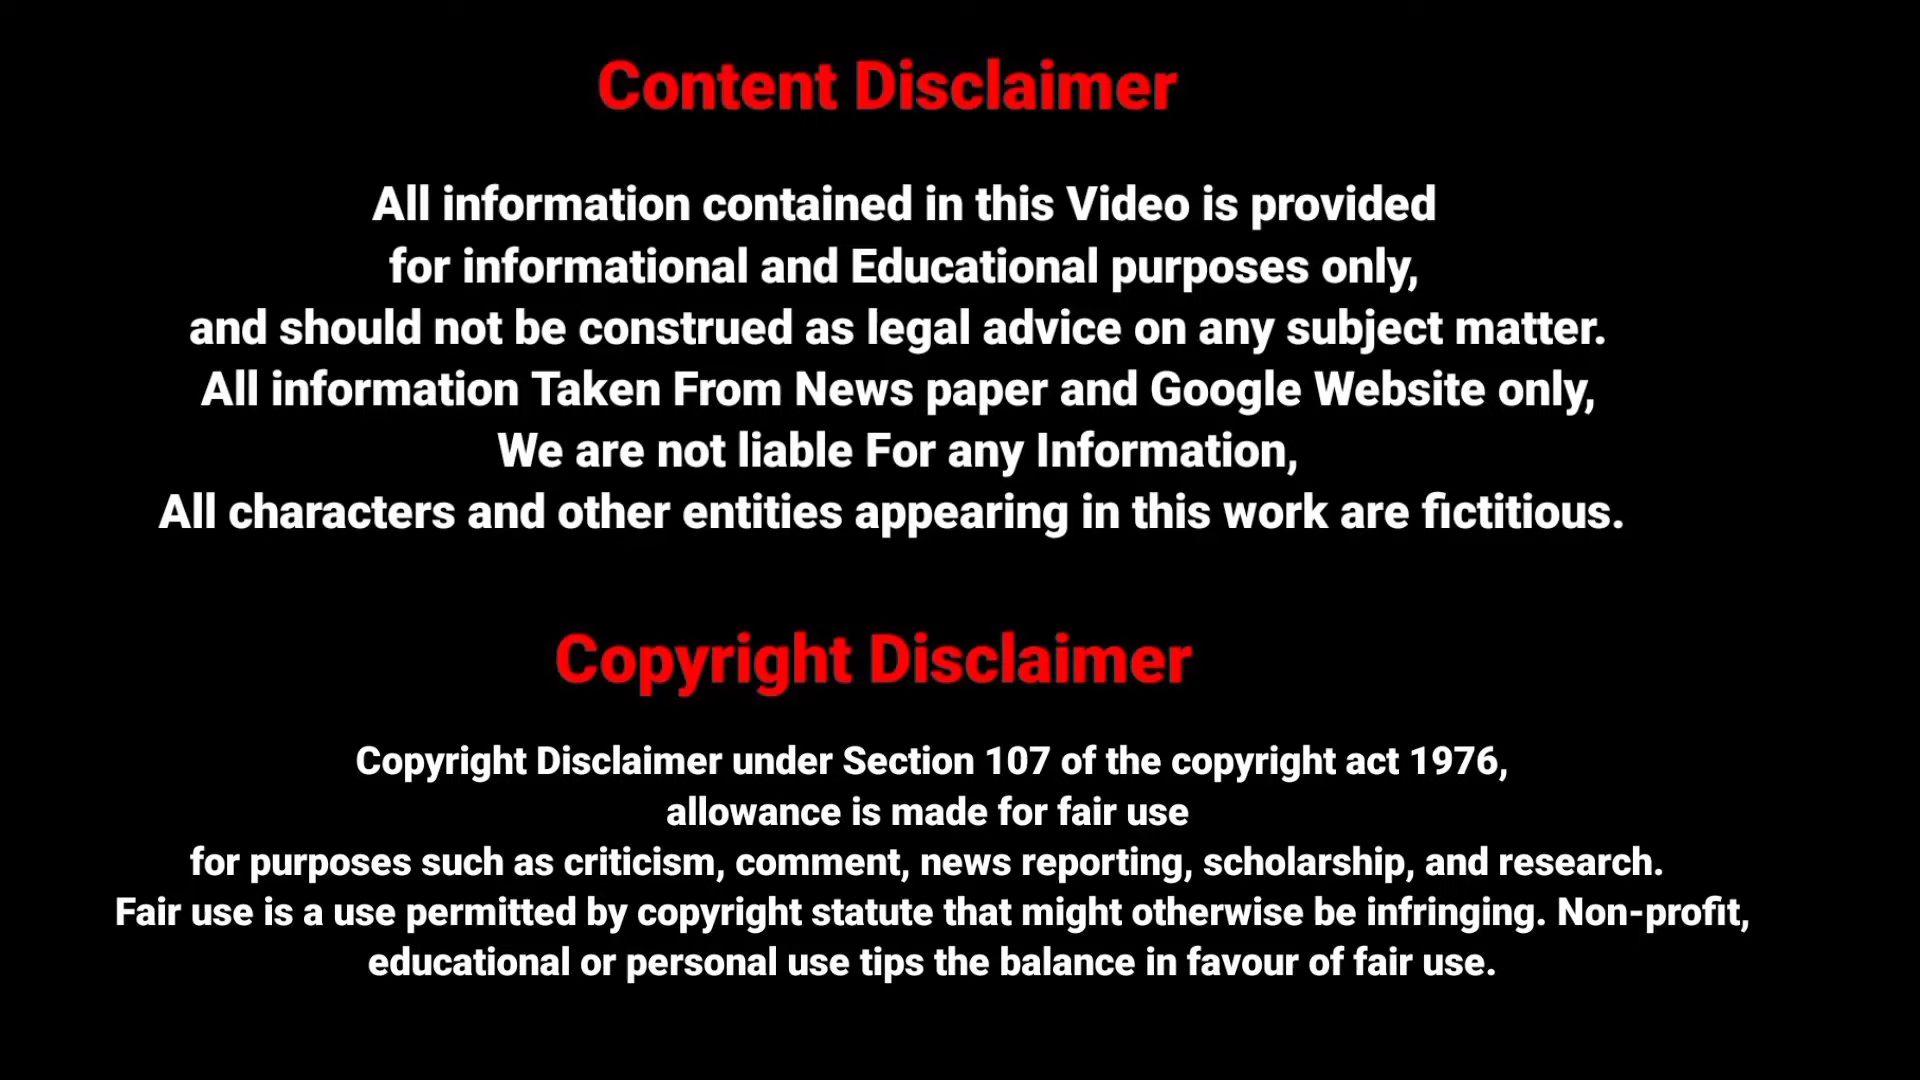 Content Disclaimer
All information contained in this Video is provided
for informational and Educational purposes only,
and should not be construed as legal advice on any subject matter.
All information Taken From News paper and Google Website only,
We are not liable For any Information,
All characters and other entities appearing in this work are fictitious.
Copyright Disclaimer
Copyright Disclaimer under Section 107 of the copyright act 1976,
allowance is made for fair use
for purposes such as criticism, comment, news reporting, scholarship, and research.
Fair use is a use permitted by copyright statute that might otherwise be infringing. Non-profit,
educational or personal use tips the balance in favour of fair use.